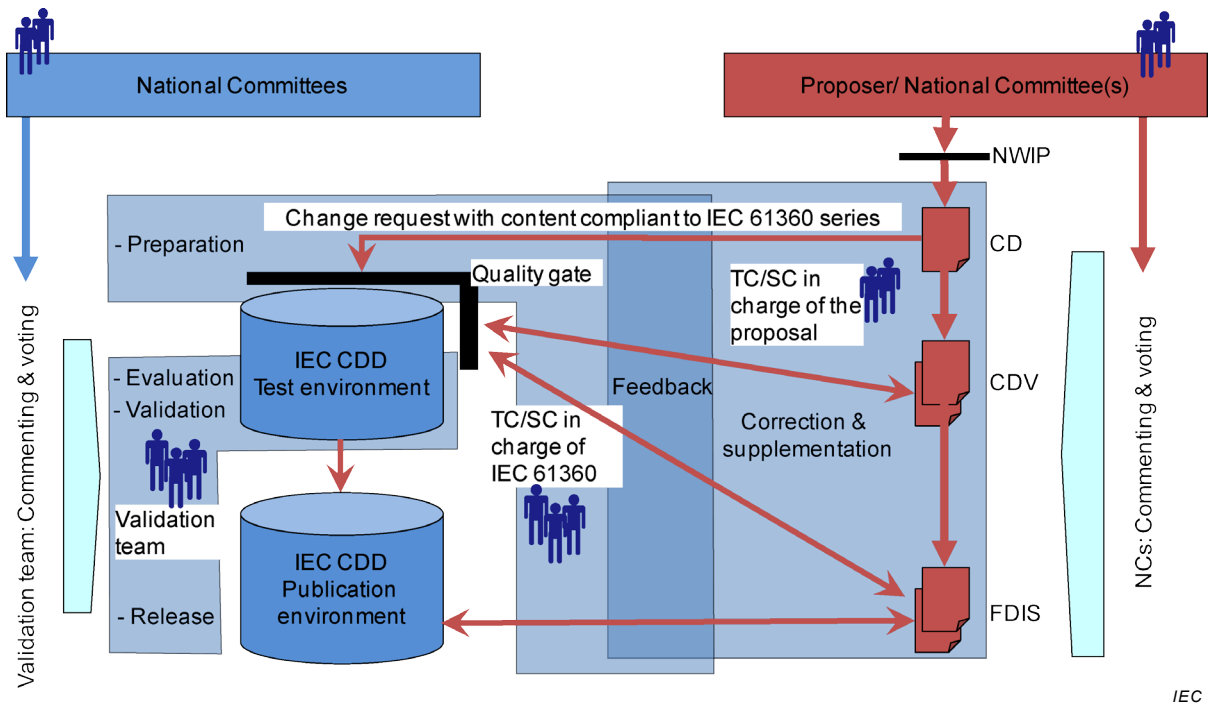 National Committees
Proposer/ National Committee(s)
NWIP
Change request with content compliant to IEC 61360 series
- Preparation
CD
Quality gate
TC/SC in
charge of the
proposal
IEC CDD
Test environment
- Evaluation
- Validation
Feedback
CDV
TC/SC in
charge of
IEC 61360
Correction &
supplementation
Validation
team
IEC CDD
Publication
environment
- Release
FDIS
Validation team: Commenting & voting
NCs: Commenting & voting
IEC